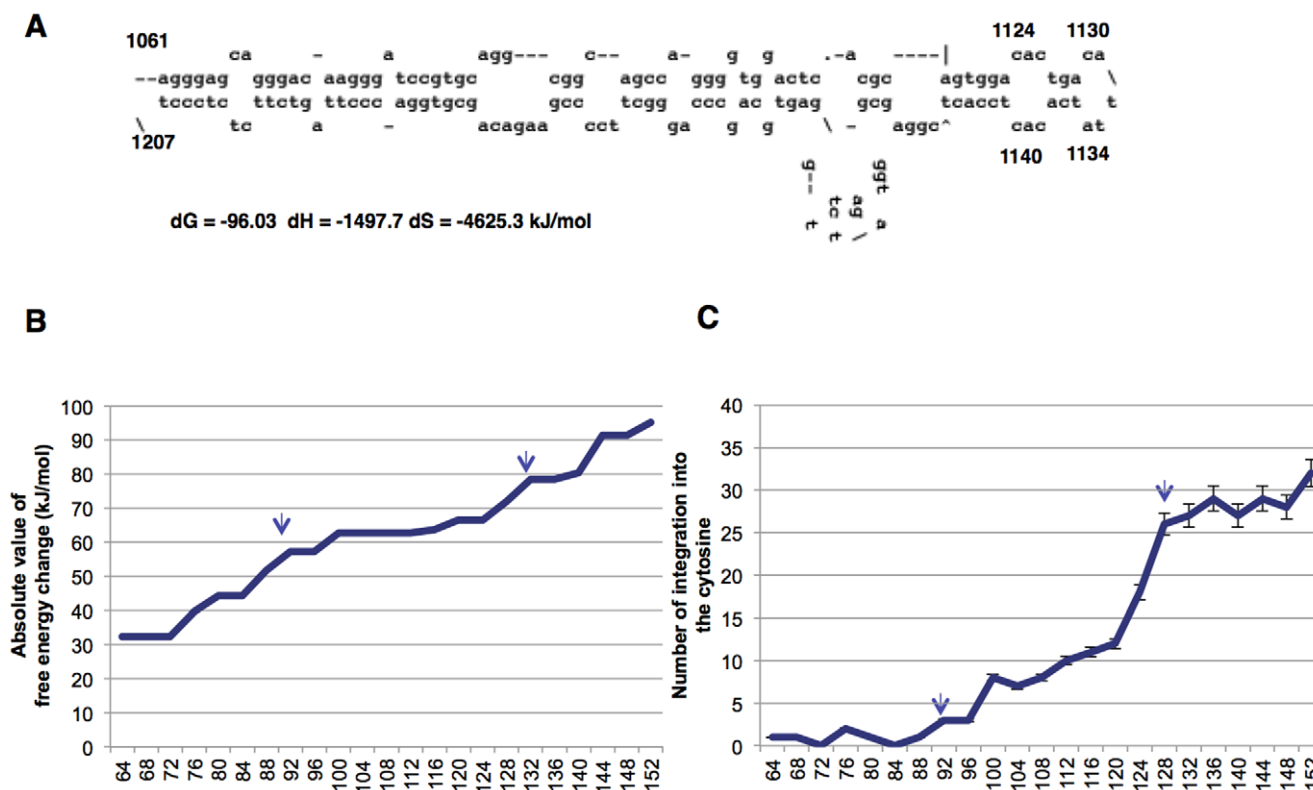 A
1061 1124 1130
ca - a agg--- c-- a- g g .-a ----| cac ca
--agggag gggac aaggg tccgtgc cgg agcc ggg tg actc cgc agtgga tga \
tccctc ttctg ttccc aggtgcg gcc tcgg ccc ac tgag gcg tcacct act t
\ tc a - acagaa cct ga g g \ - aggc^ cac at
1207 1140 1134
g-- t
tc t
ag \
ggt a
dG = -96.03 dH = -1497.7 dS = -4625.3 kJ/mol
B
Absolute value of
free energy change (kJ/mol)
100
90
80
70
60
50
40
30
20
10
0
64 68 72 76 80 84 88 92 96 100 104 108 112 116 120 124 128 132 136 140 144 148 152
C
Number of integration into
the cytosine
40
35
30
25
20
15
10
5
0
64 68 72 76 80 84 88 92 96 100 104 108 112 116 120 124 128 132 136 140 144 148 152